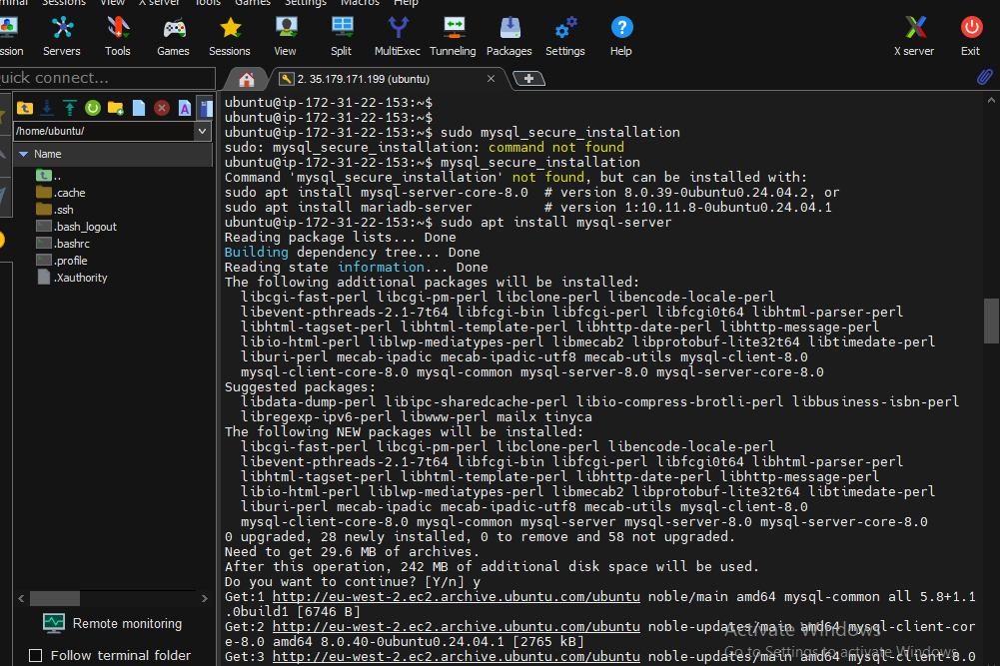 Sessions View X server Tools Games Settings Macros Help
Servers Tools Games Sessions View Split MultiExec Tunneling Packages Settings Help X server Exit
Quick connect...
2. 35.179.171.199 (ubuntu)
/home/ubuntu/
Name
..
.cache
.ssh
.bash_logout
.bashrc
.profile
.Xauthority
Remote monitoring
Follow terminal folder
ubuntu@ip-172-31-22-153:~$
ubuntu@ip-172-31-22-153:~$
ubuntu@ip-172-31-22-153:~$ sudo mysql_secure_installation
sudo: mysql_secure_installation: command not found
ubuntu@ip-172-31-22-153:~$ mysql_secure_installation
Command 'mysql_secure_installation' not found, but can be installed with:
sudo apt install mysql-server-core-8.0  # version 8.0.39-0ubuntu0.24.04.2, or
sudo apt install mariadb-server         # version 1:10.11.8-0ubuntu0.24.04.1
ubuntu@ip-172-31-22-153:~$ sudo apt install mysql-server
Reading package lists... Done
Building dependency tree... Done
Reading state information... Done
The following additional packages will be installed:
libcgi-fast-perl libcgi-pm-perl libclone-perl libencode-locale-perl
libevent-pthreads-2.1-7t64 libfcgi-bin libfcgi-perl libfcgi0t64 libhtml-parser-perl
libhtml-tagset-perl libhtml-template-perl libhttp-date-perl libhttp-message-perl
libio-html-perl liblwp-mediatypes-perl libmecab2 libprotobuf-lite32t64 libtimedate-perl
liburi-perl mecab-ipadic mecab-ipadic-utf8 mecab-utils mysql-client-8.0
mysql-client-core-8.0 mysql-common mysql-server-8.0 mysql-server-core-8.0
Suggested packages:
libdata-dump-perl libipc-sharedcache-perl libio-compress-brotli-perl libbusiness-isbn-perl
libregexp-ipv6-perl libwww-perl mailx tinyca
The following NEW packages will be installed:
libcgi-fast-perl libcgi-pm-perl libclone-perl libencode-locale-perl
libevent-pthreads-2.1-7t64 libfcgi-bin libfcgi-perl libfcgi0t64 libhtml-parser-perl
libhtml-tagset-perl libhtml-template-perl libhttp-date-perl libhttp-message-perl
libio-html-perl liblwp-mediatypes-perl libmecab2 libprotobuf-lite32t64 libtimedate-perl
liburi-perl mecab-ipadic mecab-ipadic-utf8 mecab-utils mysql-client-8.0
mysql-client-core-8.0 mysql-common mysql-server mysql-server-8.0 mysql-server-core-8.0
0 upgraded, 28 newly installed, 0 to remove and 58 not upgraded.
Need to get 29.6 MB of archives.
After this operation, 242 MB of additional disk space will be used.
Do you want to continue? [Y/n] y
Get:1 http://eu-west-2.ec2.archive.ubuntu.com/ubuntu noble/main amd64 mysql-common all 5.8+1.1
.0build1 [6746 B]
Get:2 http://eu-west-2.ec2.archive.ubuntu.com/ubuntu noble-updates/main amd64 mysql-client-cor
e-8.0 amd64 8.0.40-0ubuntu0.24.04.1 [2765 kB]
Get:3 http://eu-west-2.ec2.archive.ubuntu.com/ubuntu noble-updates/main amd64 mysql-client-8.0
Activate Windows
Go to Settings to activate Windows.